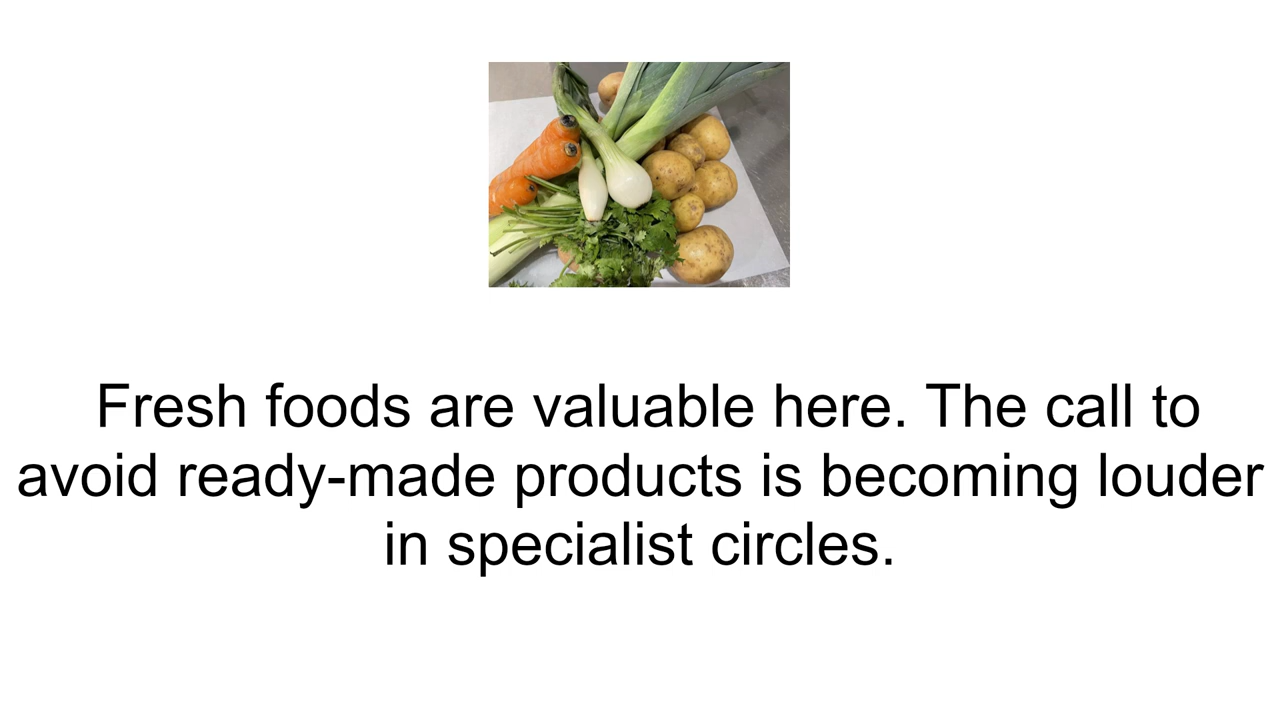 Fresh foods are valuable here. The call to
avoid ready-made products is becoming louder
in specialist circles.